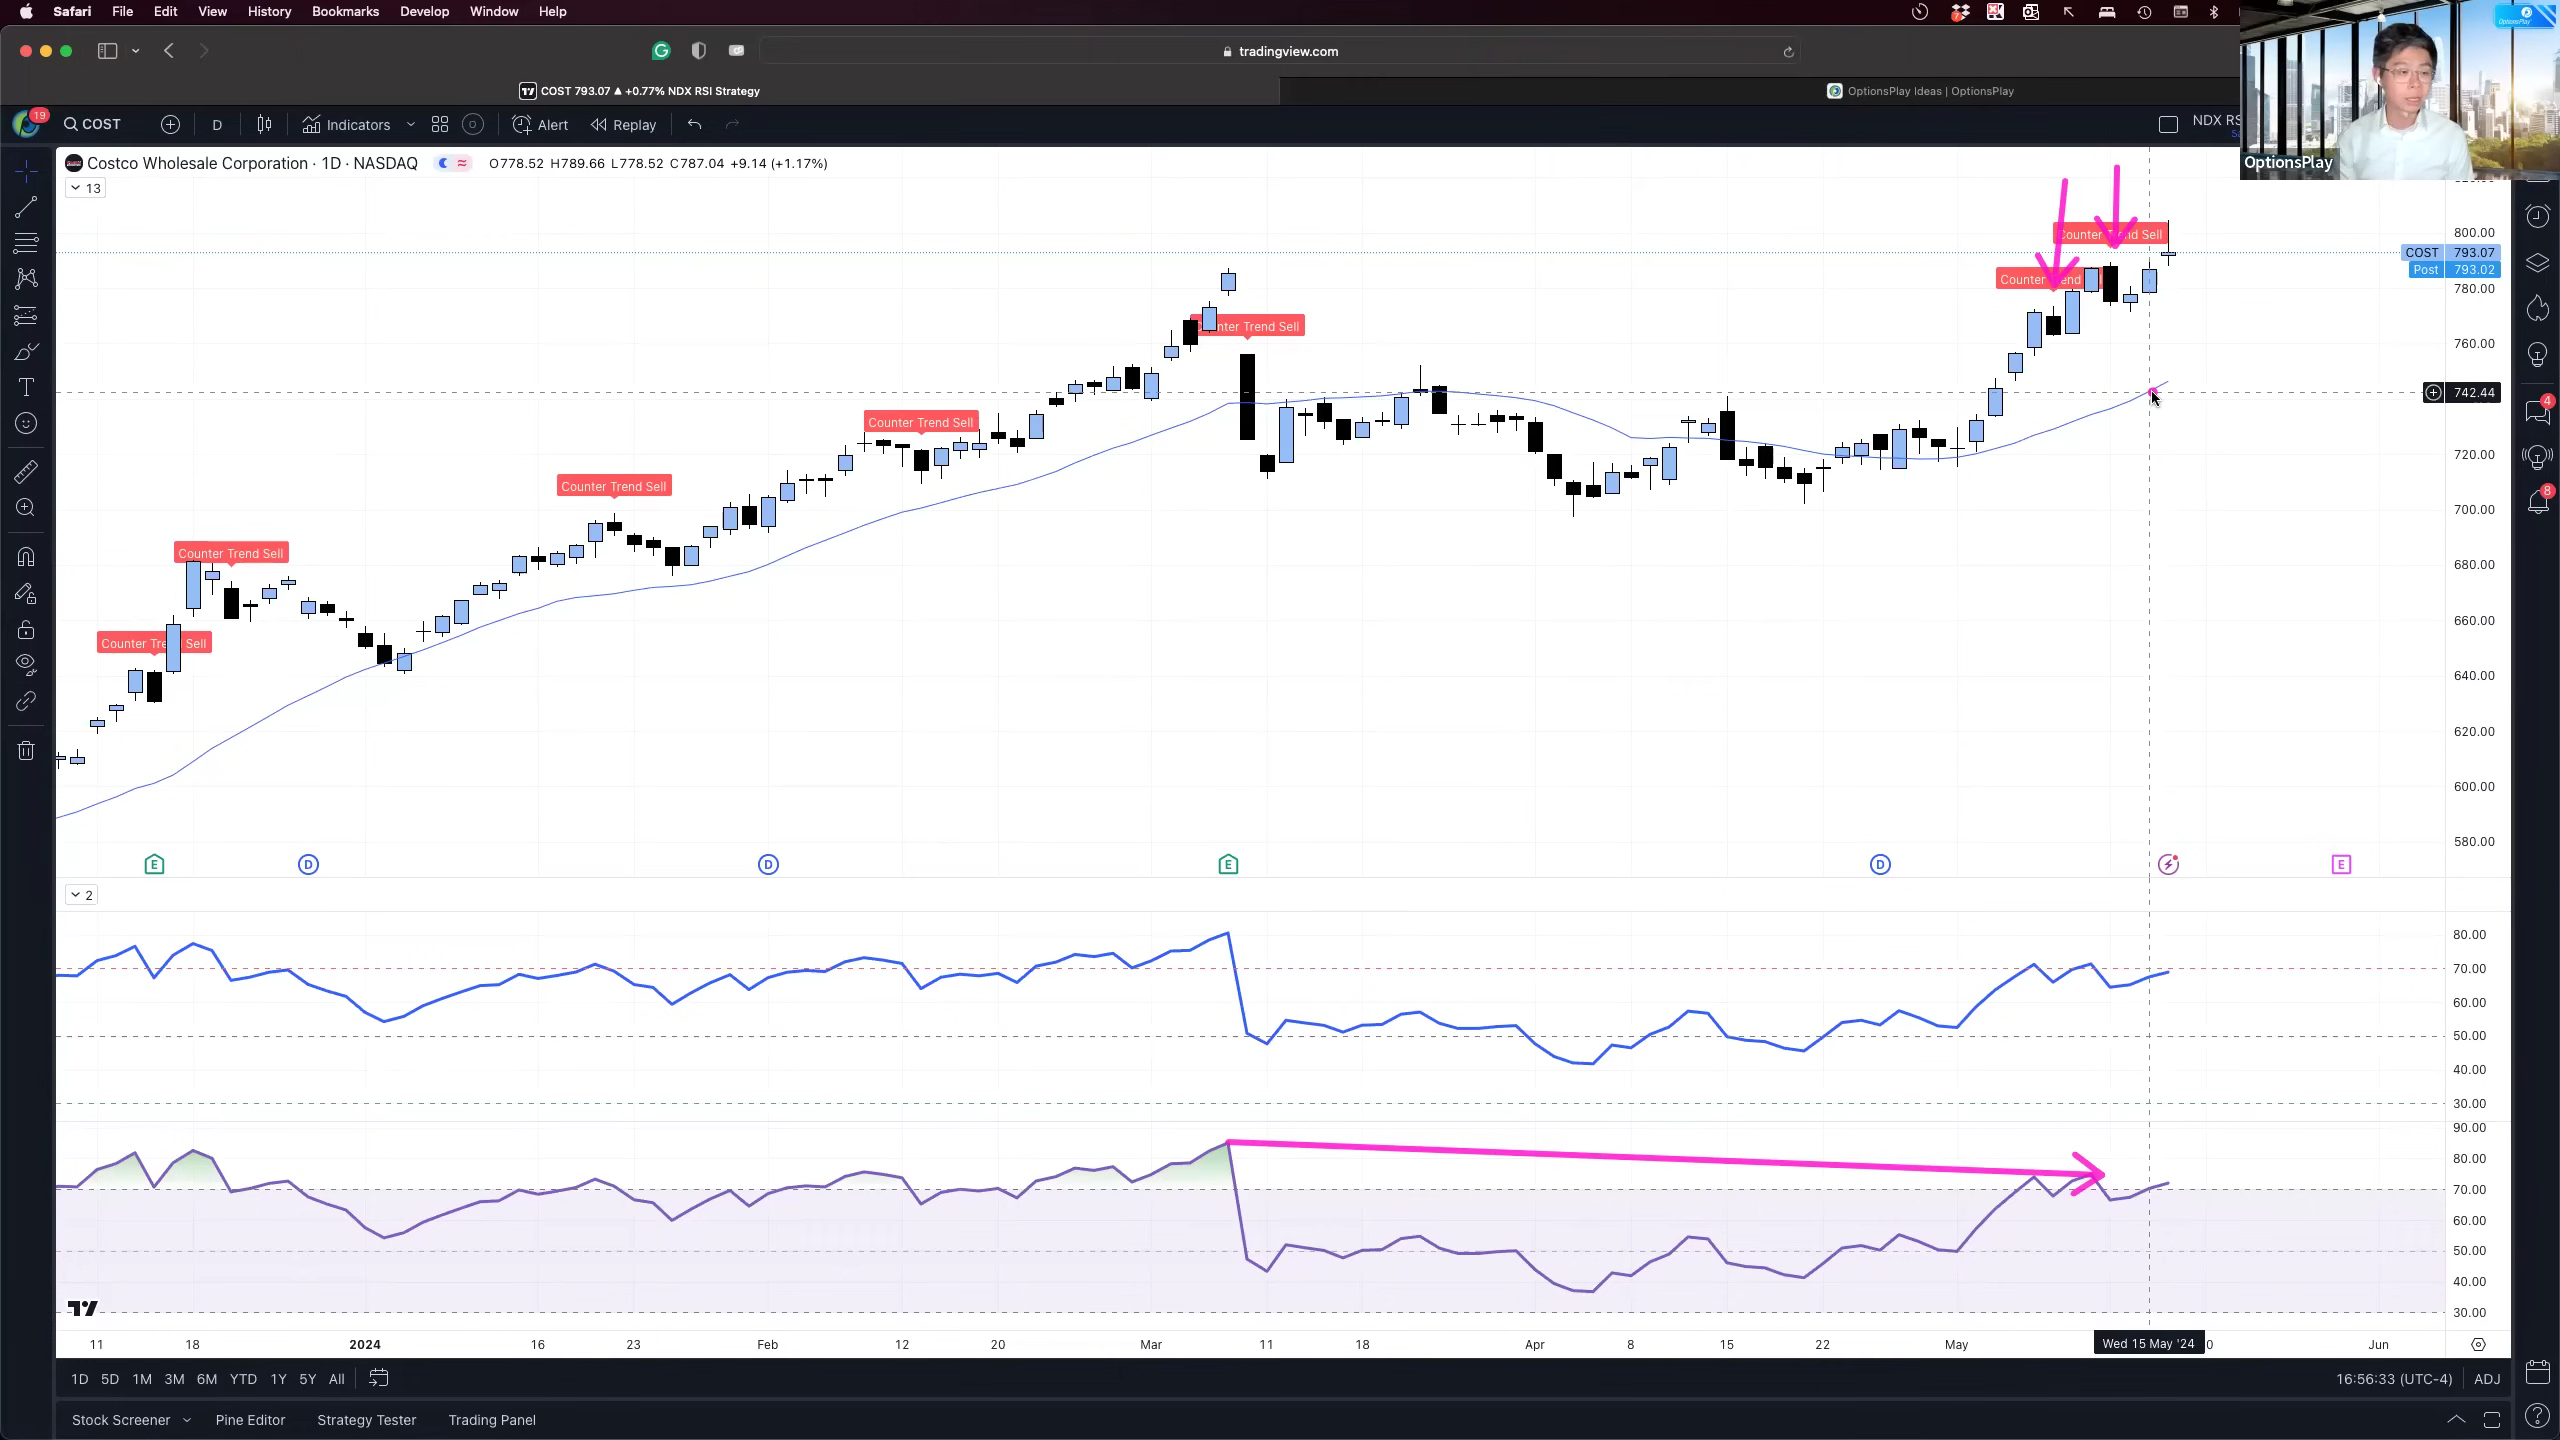 Safari File Edit View History Bookmarks Develop Window Help
tradingview.com
COST 793.07 ▲ +0.77% NDX RSI Strategy
OptionsPlay Ideas | OptionsPlay
OptionsPlay
OptionsPlay
19
COST
D
Indicators
Alert
Replay
Costco Wholesale Corporation · 1D · NASDAQ
O778.52 H789.66 L778.52 C787.04 +9.14 (+1.17%)
13
Counter Trend Sell
800.00
COST 793.07
Post 793.02
780.00
Counter Trend Sell
760.00
742.44
4
Counter Trend Sell
720.00
Counter Trend Sell
8
700.00
Counter Trend Sell
680.00
660.00
640.00
620.00
600.00
580.00
E
D
D
E
D
E
2
80.00
70.00
60.00
50.00
40.00
30.00
90.00
80.00
70.00
60.00
50.00
40.00
30.00
11 18 2024 16 23 Feb 12 20 Mar 11 18 Apr 8 15 22 May Wed 15 May '24 Jun
1D 5D 1M 3M 6M YTD 1Y 5Y All
16:56:33 (UTC-4) ADJ
Stock Screener Pine Editor Strategy Tester Trading Panel